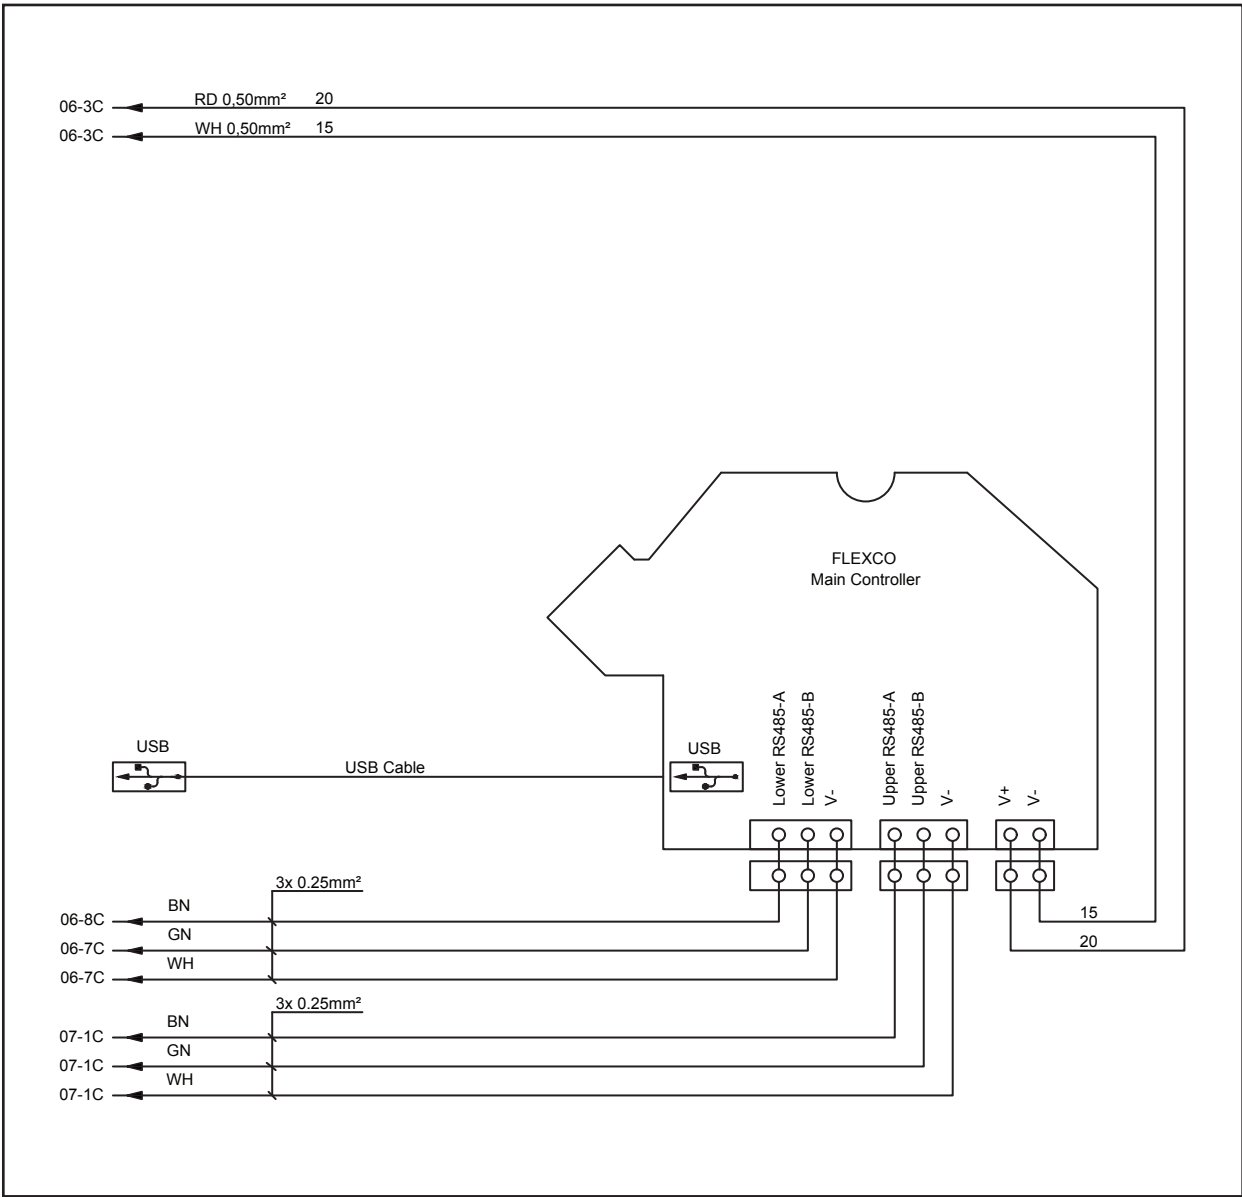 06-3C RD 0,50mm² 20
06-3C WH 0,50mm² 15
FLEXCO
Main Controller
Lower RS485-A
Lower RS485-B
V-
Upper RS485-A
Upper RS485-B
V-
V+
V-
USB
USB Cable
USB
3x 0.25mm²
06-8C BN
06-7C GN
06-7C WH
15
20
3x 0.25mm²
07-1C BN
07-1C GN
07-1C WH